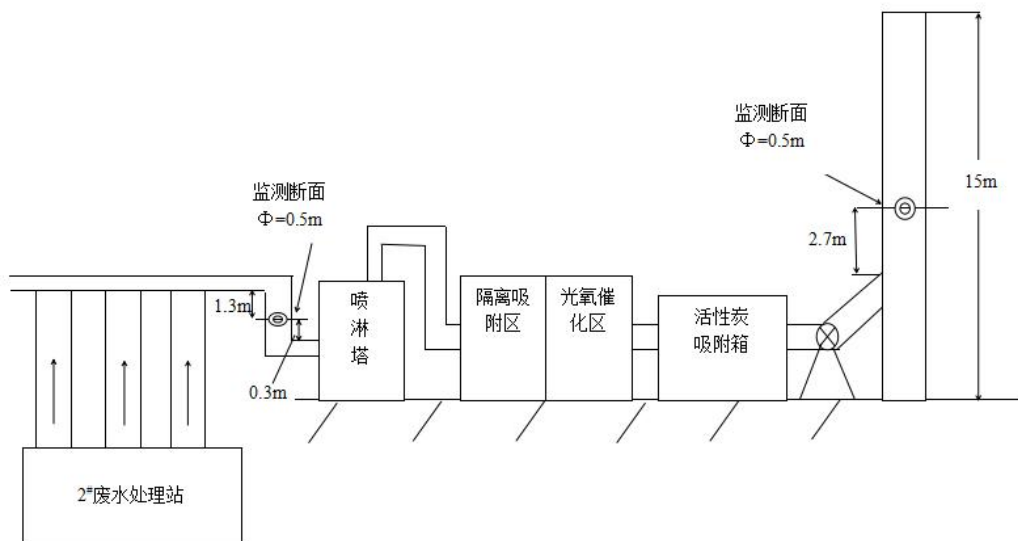 监测断面
Φ=0.5m
15m
2.7m
监测断面
Φ=0.5m
1.3m
0.3m
喷
淋
塔
隔离吸
附区
光氧催
化区
活性炭
吸附箱
2#废水处理站